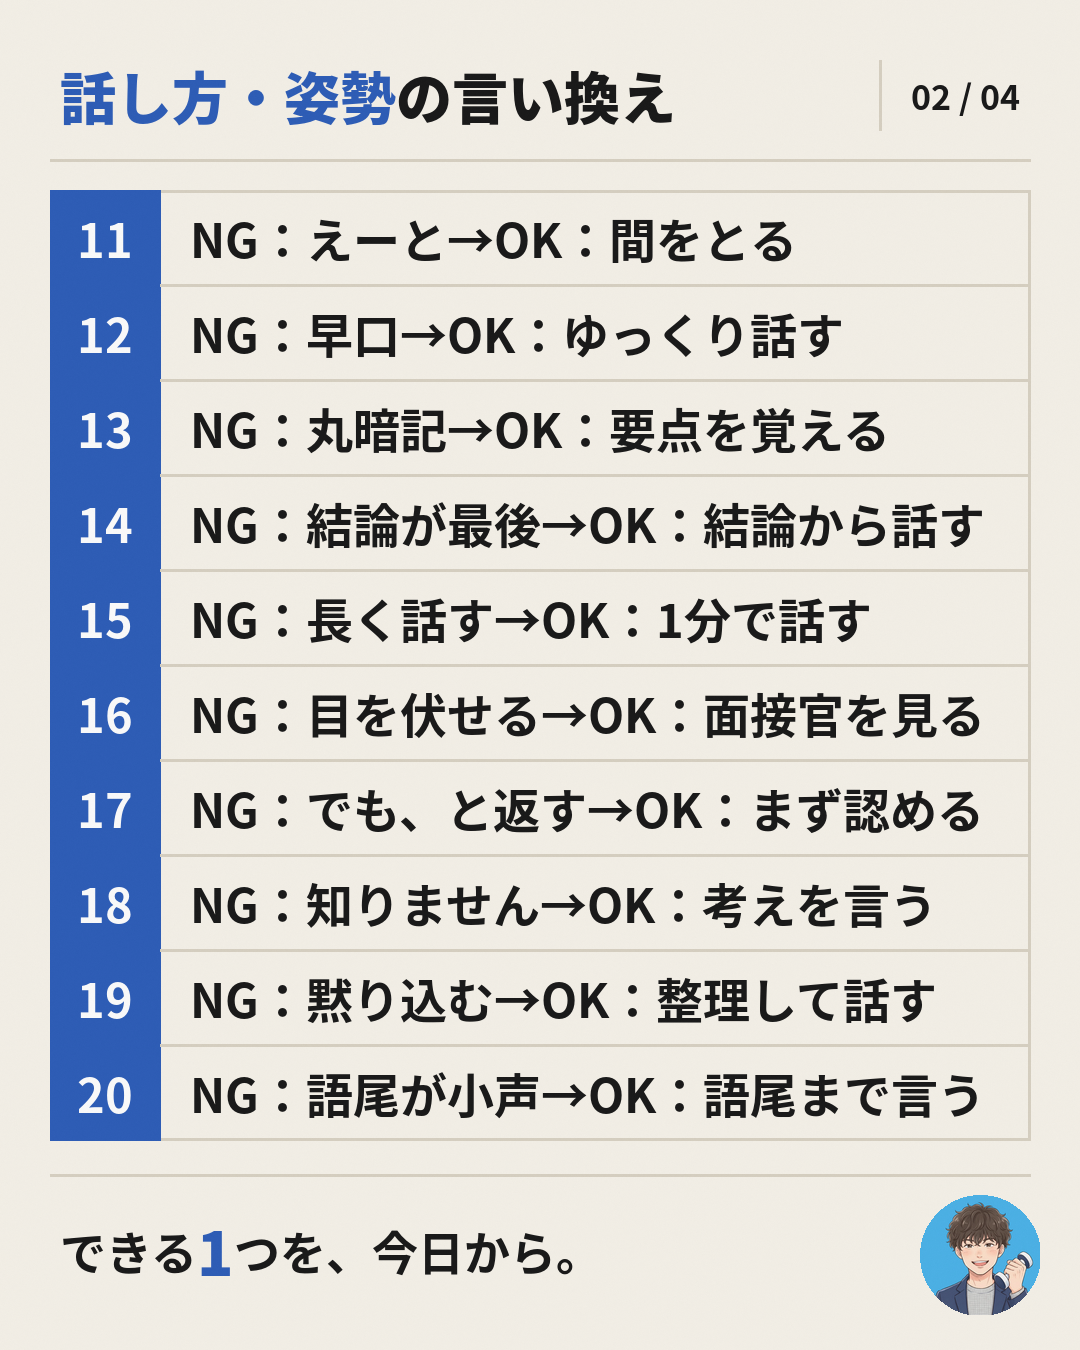 話し方・姿勢の言い換え
02 / 04
11 NG：えーと→OK：間をとる
12 NG：早口→OK：ゆっくり話す
13 NG：丸暗記→OK：要点を覚える
14 NG：結論が最後→OK：結論から話す
15 NG：長く話す→OK：1分で話す
16 NG：目を伏せる→OK：面接官を見る
17 NG：でも、と返す→OK：まず認める
18 NG：知りません→OK：考えを言う
19 NG：黙り込む→OK：整理して話す
20 NG：語尾が小声→OK：語尾まで言う
できる1つを、今日から。